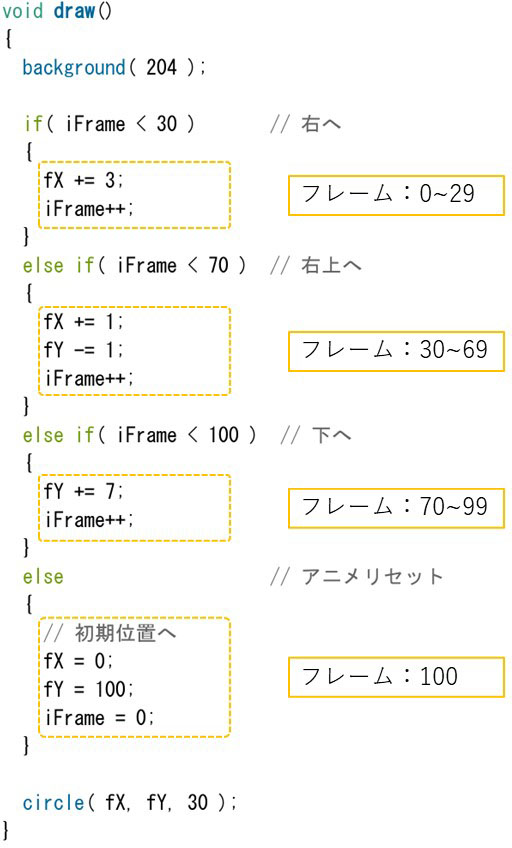 void draw()
{
background( 204 );
if( iFrame < 30 ) // 右へ
{
fX += 3;
iFrame++;
フレーム：0~29
}
else if( iFrame < 70 ) // 右上へ
{
fX += 1;
fY -= 1;
フレーム：30~69
iFrame++;
}
else if( iFrame < 100 ) // 下へ
{
fY += 7;
iFrame++;
フレーム：70~99
}
else // アニメリセット
{
// 初期位置へ
fX = 0;
fY = 100;
フレーム：100
iFrame = 0;
}
circle( fX, fY, 30 );
}